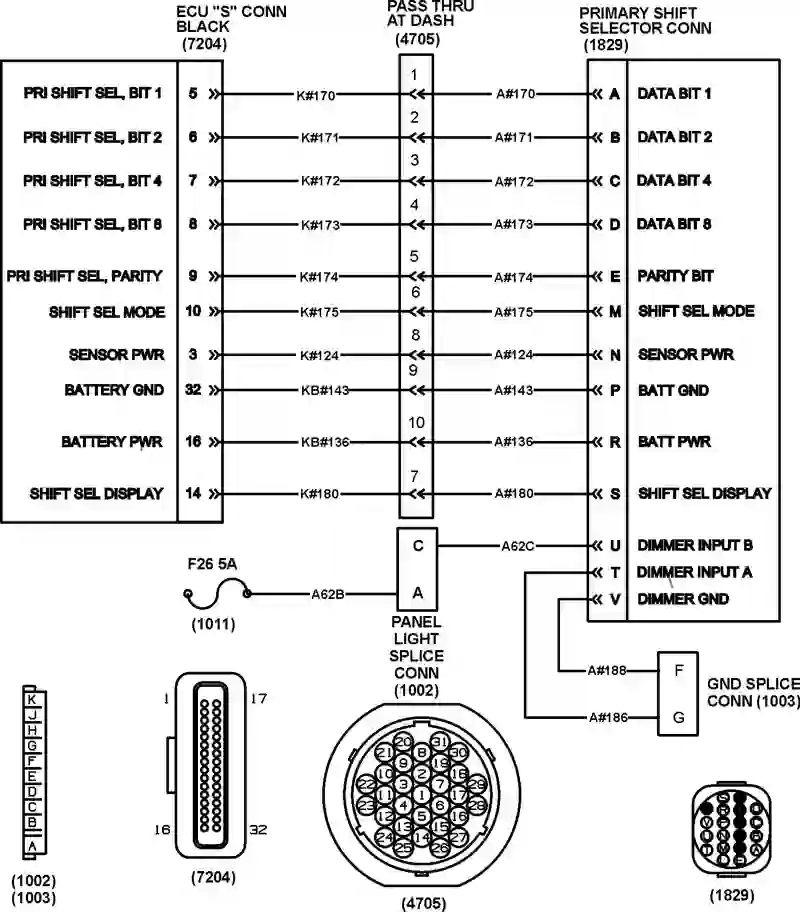 ECU "S" CONN
BLACK
(7204)
PASS THRU
AT DASH
(4705)
PRIMARY SHIFT
SELECTOR CONN
(1829)
PRI SHIFT SEL, BIT 1 5 K#170 1 A#170 A DATA BIT 1
PRI SHIFT SEL, BIT 2 6 K#171 2 A#171 B DATA BIT 2
PRI SHIFT SEL, BIT 4 7 K#172 3 A#172 C DATA BIT 4
PRI SHIFT SEL, BIT 8 8 K#173 4 A#173 D DATA BIT 8
PRI SHIFT SEL, PARITY 9 K#174 5 A#174 E PARITY BIT
SHIFT SEL MODE 10 K#175 6 A#175 M SHIFT SEL MODE
SENSOR PWR 3 K#124 8 A#124 N SENSOR PWR
BATTERY GND 32 KB#143 9 A#143 P BATT GND
BATTERY PWR 16 KB#136 10 A#136 R BATT PWR
SHIFT SEL DISPLAY 14 K#180 7 A#180 S SHIFT SEL DISPLAY
C A62C U DIMMER INPUT B
T DIMMER INPUT A
F26 5A
(1011)
A62B A V DIMMER GND
PANEL
LIGHT
SPLICE
CONN
(1002)
A#188 F
A#186 G
GND SPLICE
CONN (1003)
K
J
H
G
F
E
D
C
B
A
(1002)
(1003)
1 17
16 32
(7204)
20 31
21 8 30
9 19
10 2 18
22 3 7 29
11 1 17
23 4 6 28
12 5 16
13 15
24 14 27
25 26
(4705)
(1829)